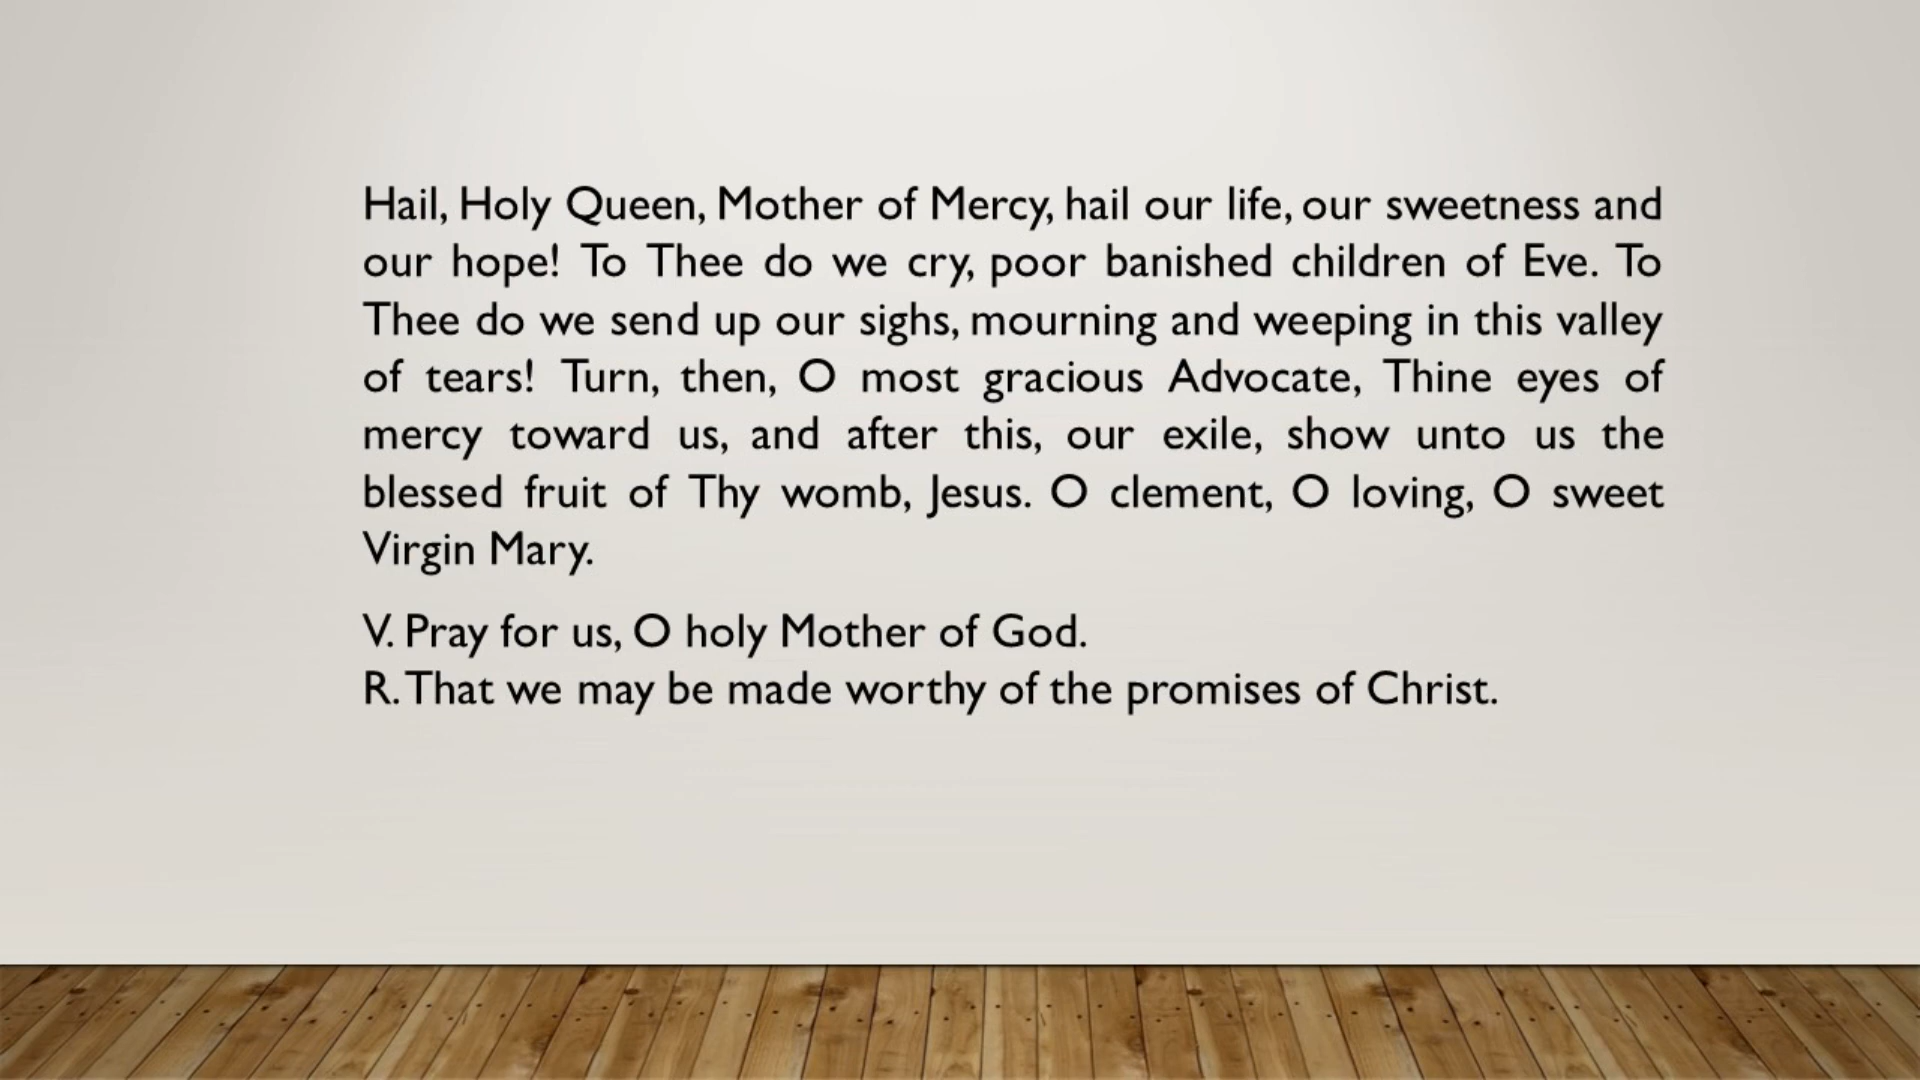 Hail, Holy Queen, Mother of Mercy, hail our life, our sweetness and
our hope! To Thee do we cry, poor banished children of Eve. To
Thee do we send up our sighs, mourning and weeping in this valley
of tears! Turn, then, O most gracious Advocate, Thine eyes of
mercy toward us, and after this, our exile, show unto us the
blessed fruit of Thy womb, Jesus. O clement, O loving, O sweet
Virgin Mary.
V. Pray for us, O holy Mother of God.
R. That we may be made worthy of the promises of Christ.